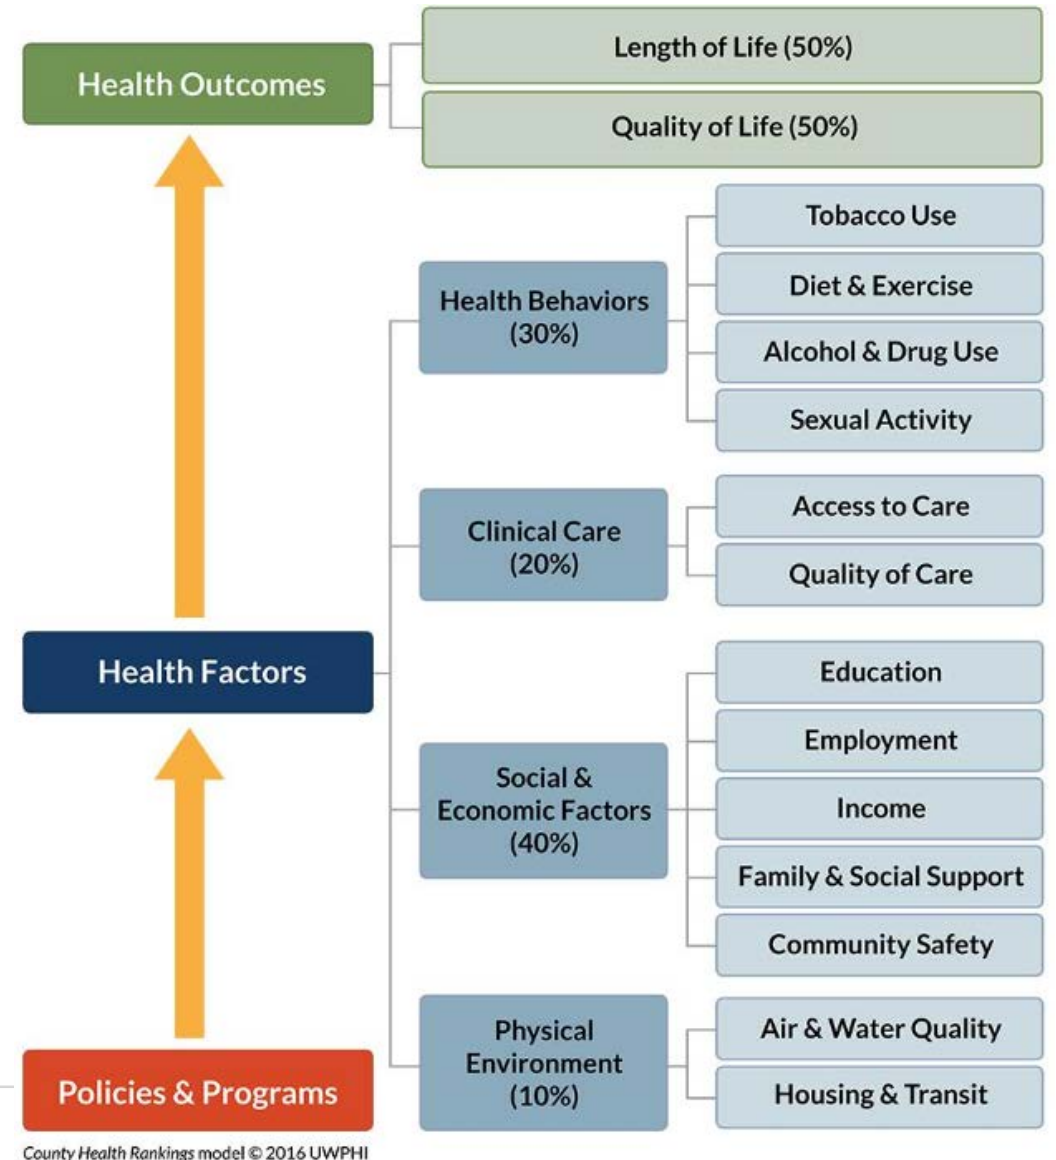 Health Outcomes
Length of Life (50%)
Quality of Life (50%)
Health Behaviors
(30%)
Tobacco Use
Diet & Exercise
Alcohol & Drug Use
Sexual Activity
Clinical Care
(20%)
Access to Care
Quality of Care
Health Factors
Social &
Economic Factors
(40%)
Education
Employment
Income
Family & Social Support
Community Safety
Physical
Environment
(10%)
Air & Water Quality
Housing & Transit
Policies & Programs
County Health Rankings model © 2016 UWPHI